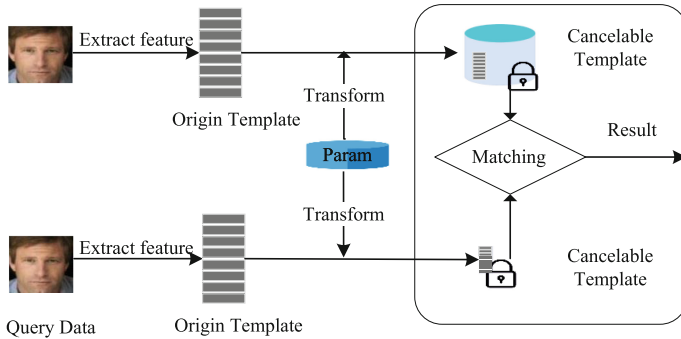 Extract feature
Cancelable
Template
Transform
Origin Template
Result
Param
Matching
Transform
Extract feature
Cancelable
Template
Query Data
Origin Template